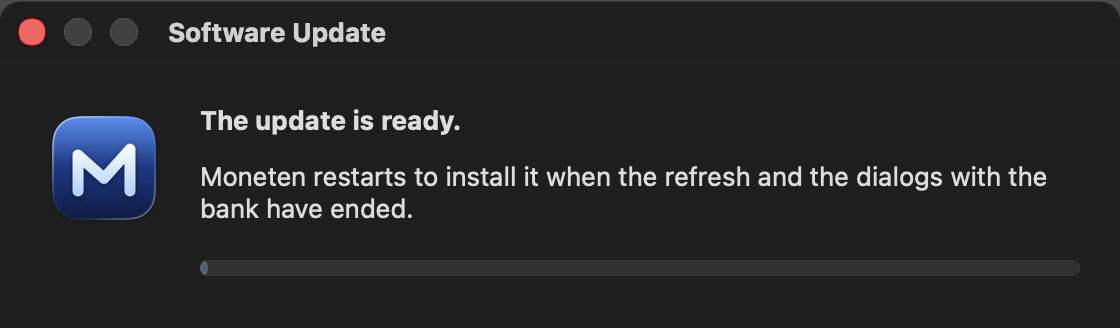 Software Update
M
The update is ready.
Moneten restarts to install it when the refresh and the dialogs with the
bank have ended.